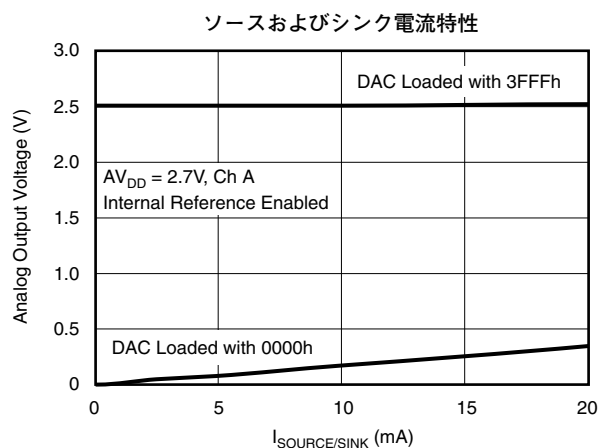 ソースおよびシンク電流特性
3.0
2.5
2.0
1.5
1.0
0.5
0
Analog Output Voltage (V)
DAC Loaded with 3FFFh
AVDD = 2.7V, Ch A
Internal Reference Enabled
DAC Loaded with 0000h
0 5 10 15 20
ISOURCE/SINK (mA)